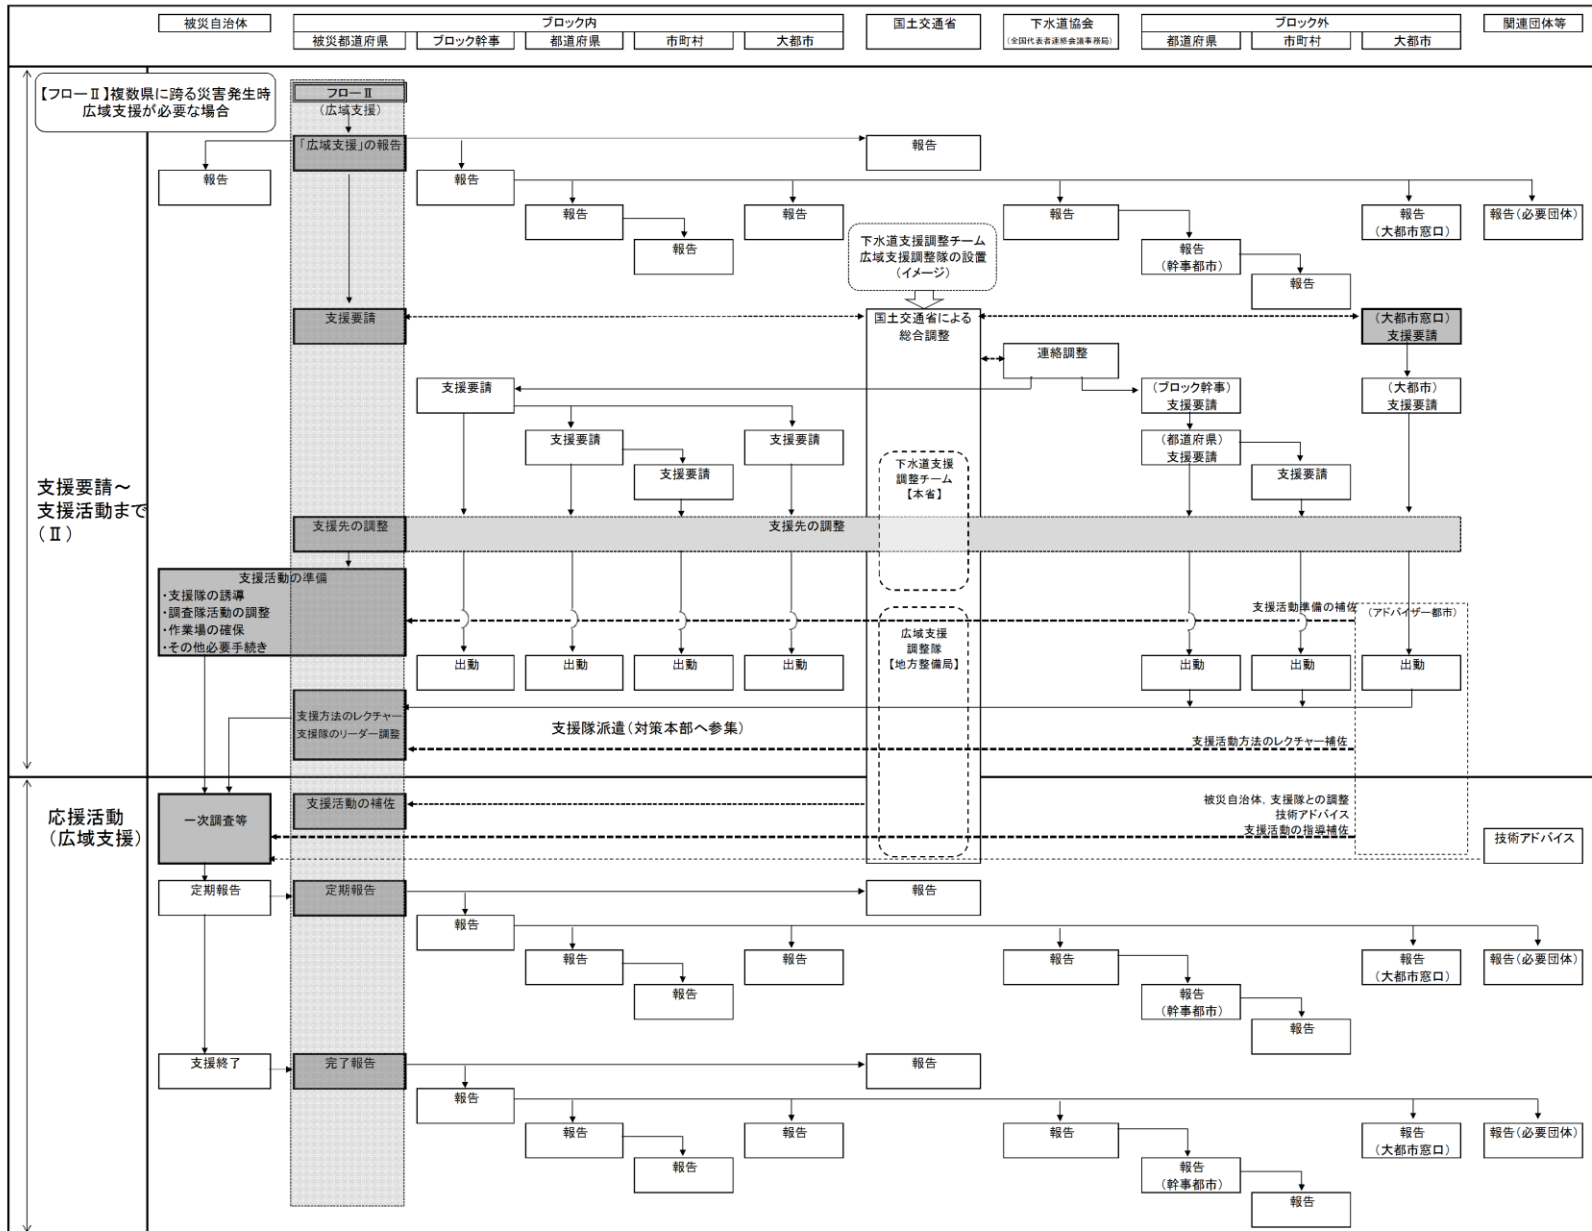 被災自治体
ブロック内
国土交通省
下水道協会
(全国代表者連絡会議事務局)
ブロック外
関連団体等
被災都道府県
ブロック幹事
都道府県
市町村
大都市
都道府県
市町村
大都市
【フローⅡ】複数県に跨る災害発生時
広域支援が必要な場合
フローⅡ
(広域支援)
「広域支援」の報告
報告
報告
報告
報告
報告
報告
報告
報告
(大都市窓口)
報告(必要団体)
報告
報告
(幹事都市)
報告
下水道支援調整チーム
広域支援調整隊の設置
(イメージ)
支援要請
国土交通省による
総合調整
(大都市窓口)
支援要請
連絡調整
支援要請
(ブロック幹事)
支援要請
(大都市)
支援要請
支援要請
支援要請
(都道府県)
支援要請
支援要請
支援要請
下水道支援
調整チーム
【本省】
支援要請～
支援活動まで
(Ⅱ)
支援先の調整
支援先の調整
支援活動の準備
・支援隊の誘導
・調査隊活動の調整
・作業場の確保
・その他必要手続き
支援活動準備の補佐
(アドバイザー都市)
広域支援
調整隊
【地方整備局】
出動
出動
出動
出動
出動
出動
出動
支援方法のレクチャー
支援隊のリーダー調整
支援隊派遣(対策本部へ参集)
支援活動方法のレクチャー補佐
応援活動
(広域支援)
一次調査等
支援活動の補佐
被災自治体、支援隊との調整
技術アドバイス
支援活動の指導補佐
技術アドバイス
定期報告
定期報告
報告
報告
報告
報告
報告
報告
(大都市窓口)
報告(必要団体)
報告
報告
(幹事都市)
報告
支援終了
完了報告
報告
報告
報告
報告
報告
報告
(大都市窓口)
報告(必要団体)
報告
報告
(幹事都市)
報告